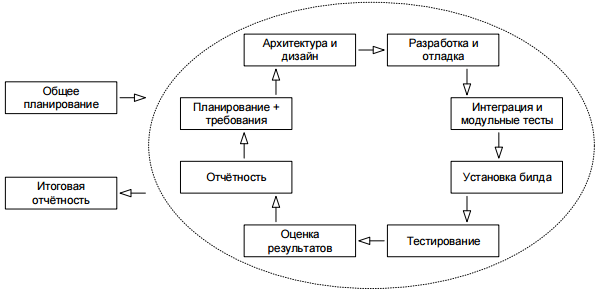 Архитектура и
дизайн
Разработка и
отладка
Общее
планирование
Планирование +
требования
Интеграция и
модульные тесты
Итоговая
отчётность
Отчётность
Установка билда
Оценка
результатов
Тестирование